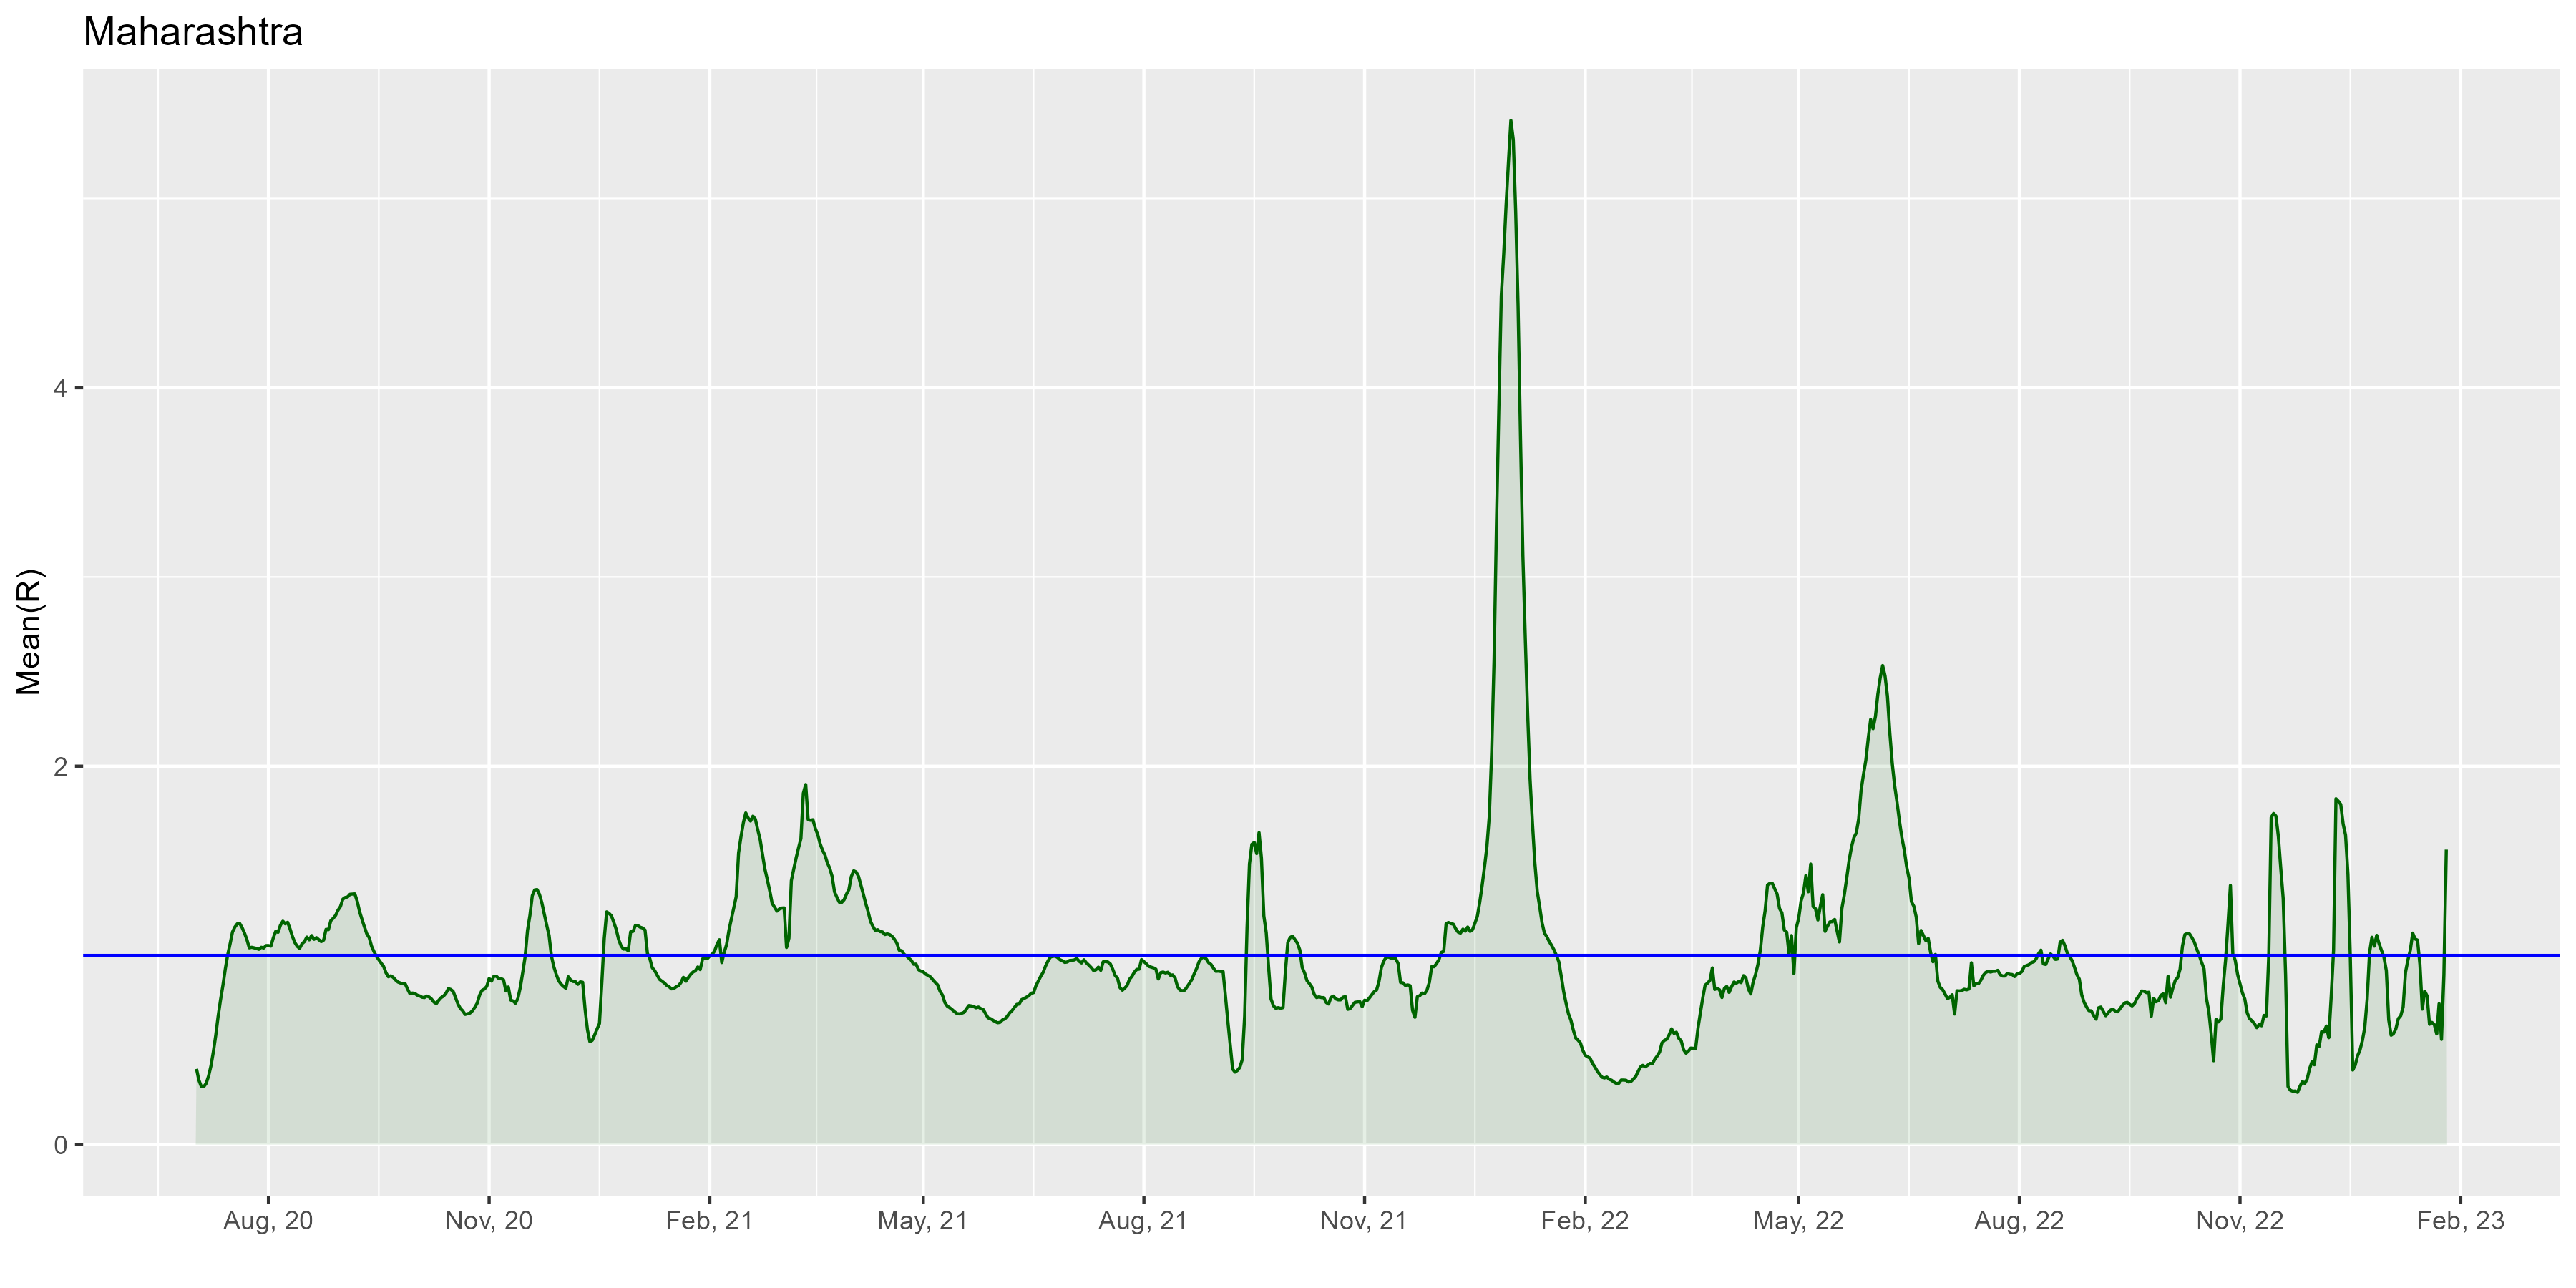 Maharashtra
Mean(R)
4
2
0
Aug, 20
Nov, 20
Feb, 21
May, 21
Aug, 21
Nov, 21
Feb, 22
May, 22
Aug, 22
Nov, 22
Feb, 23